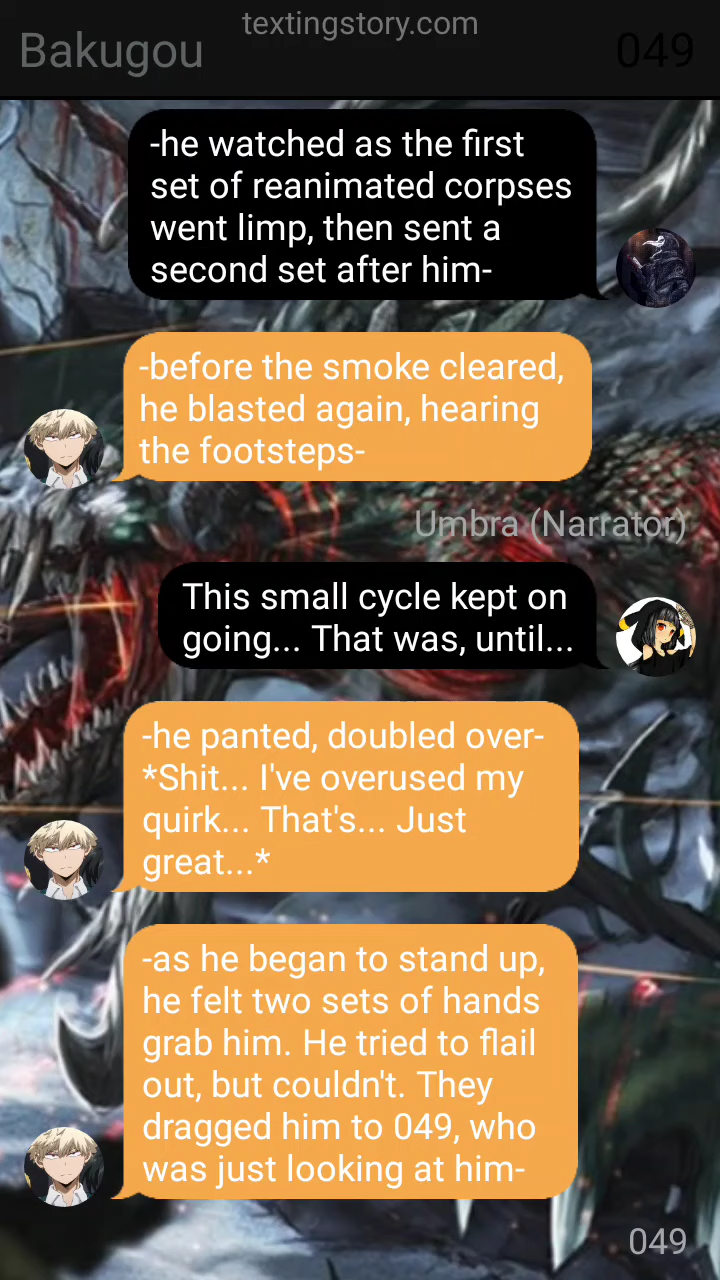 textingstory.com
Bakugou
049
-he watched as the first
set of reanimated corpses
went limp, then sent a
second set after him-
-before the smoke cleared,
he blasted again, hearing
the footsteps-
Umbra (Narrator)
This small cycle kept on
going... That was, until...
-he panted, doubled over-
*Shit... I've overused my
quirk... That's... Just
great...*
-as he began to stand up,
he felt two sets of hands
grab him. He tried to flail
out, but couldn't. They
dragged him to 049, who
was just looking at him-
049